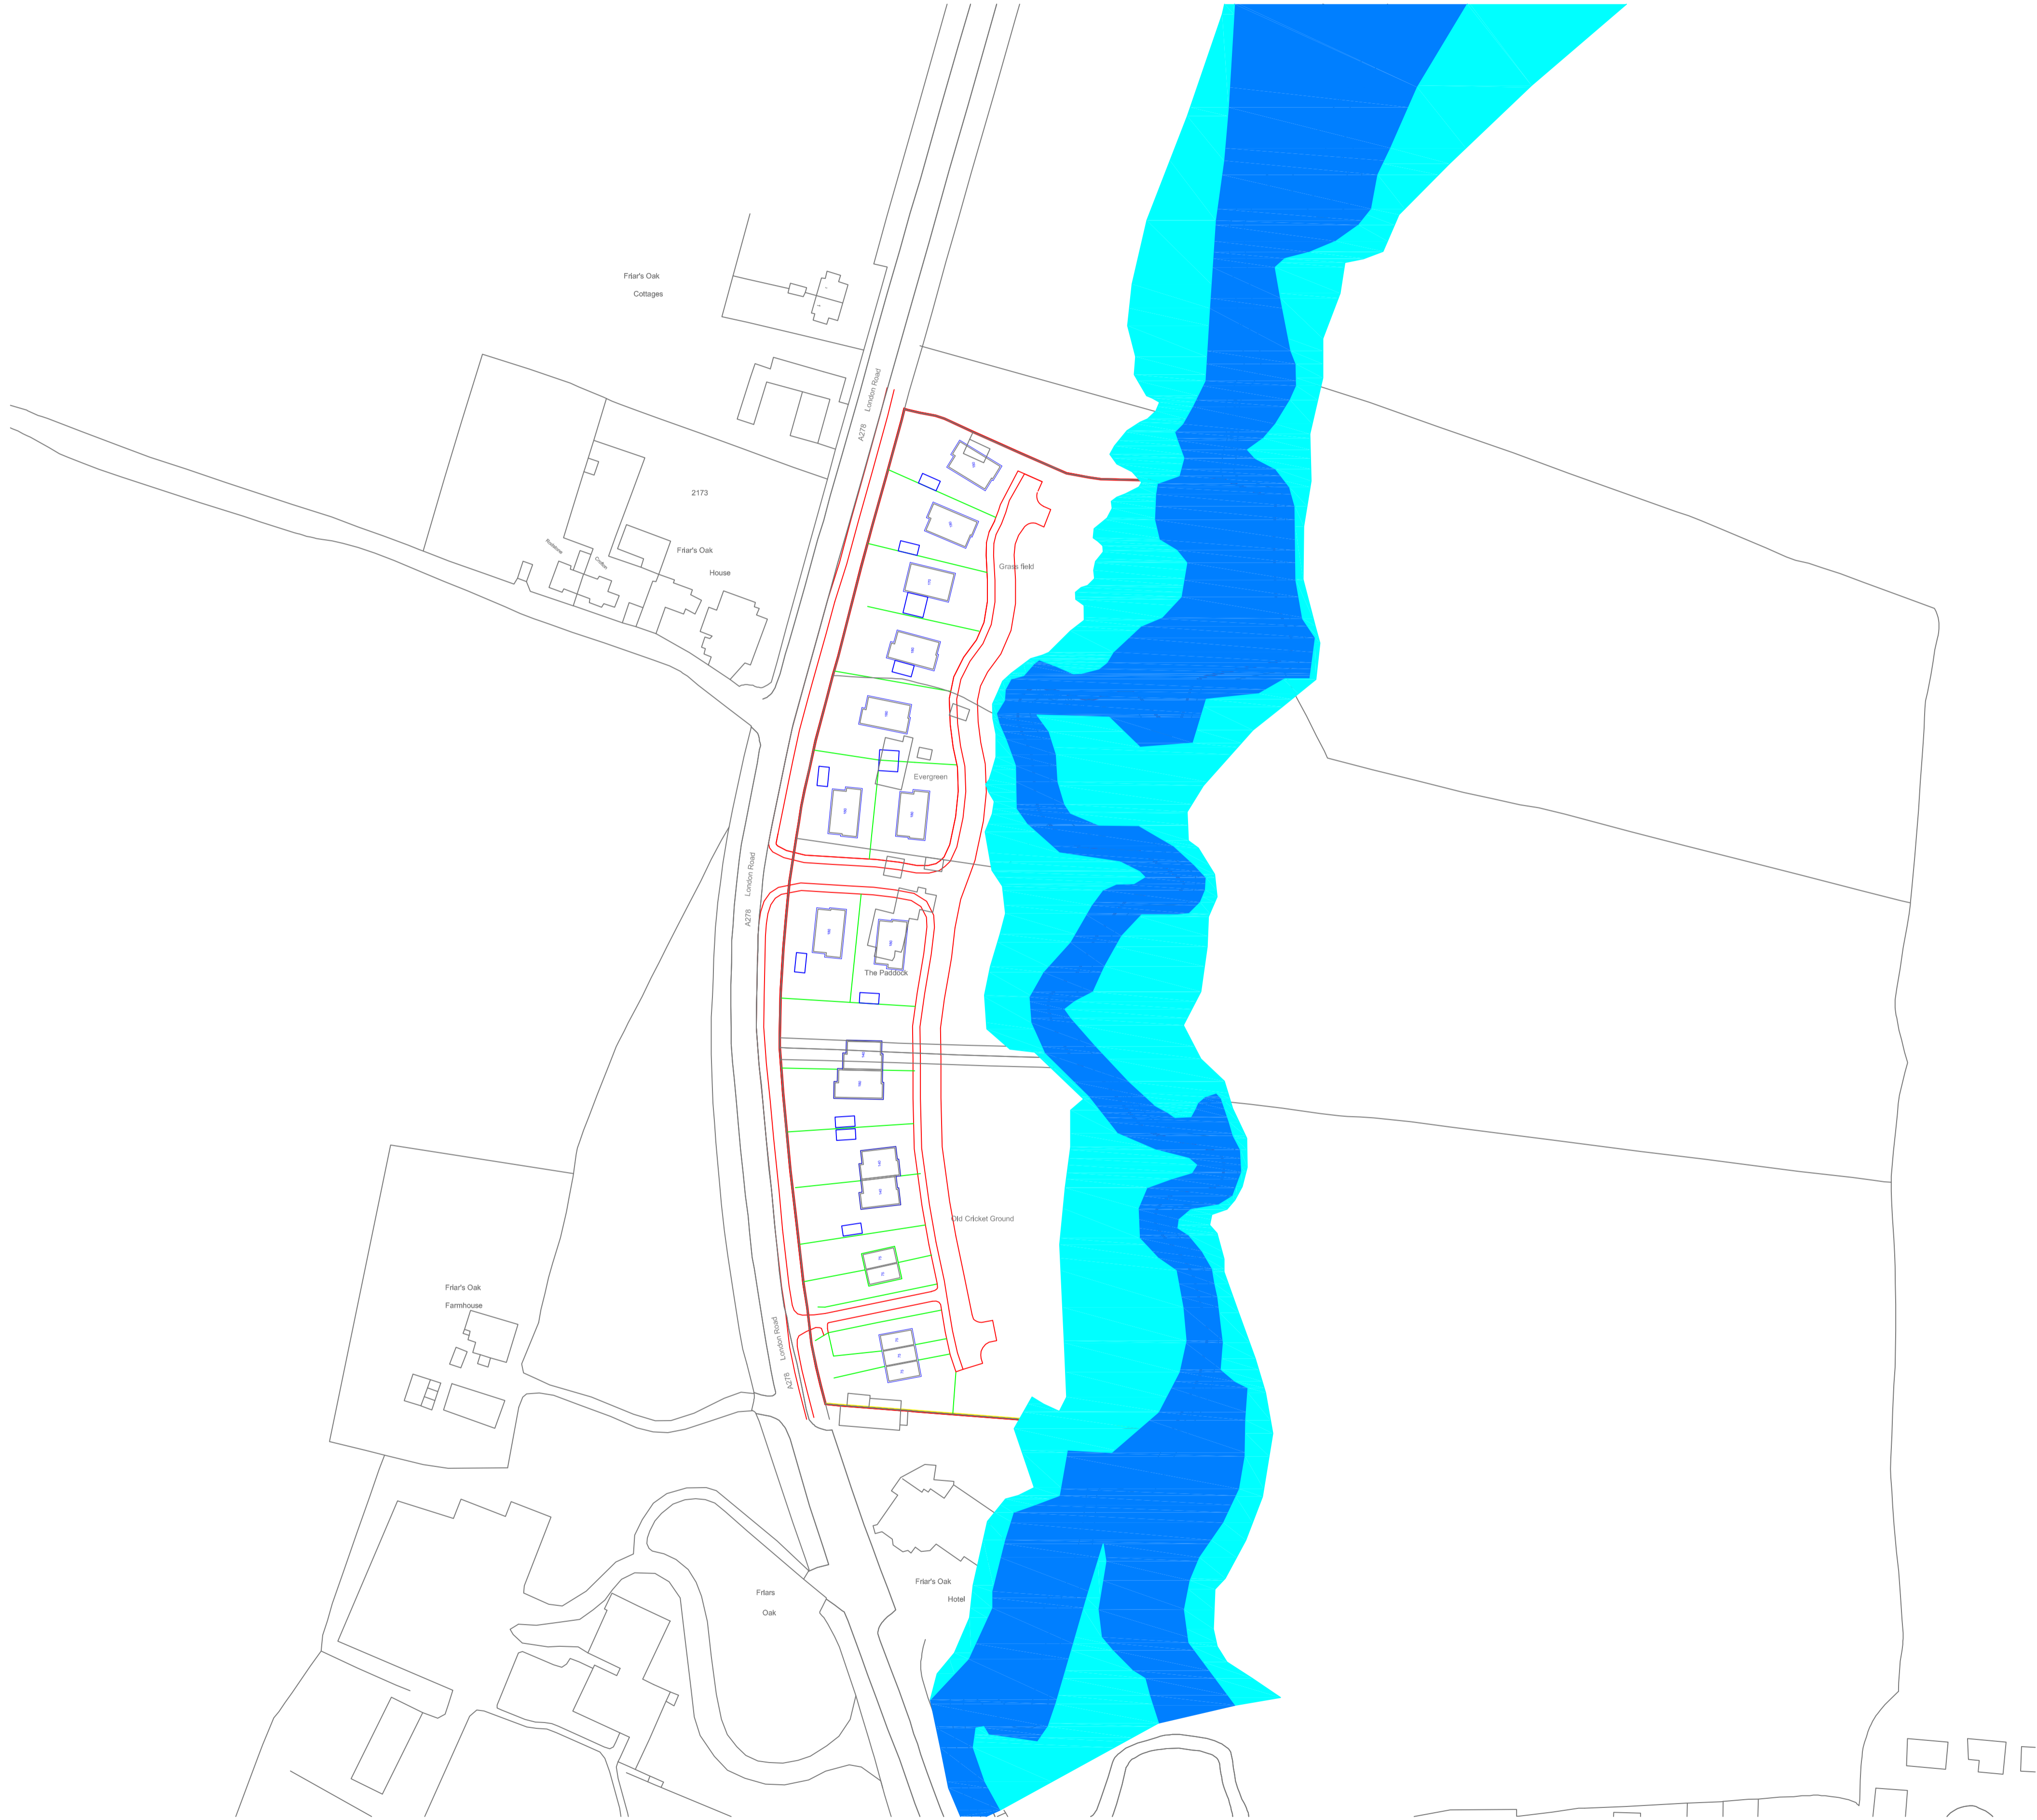 Friar's Oak
Cottages
London Road
A278
2173
Friar's Oak
House
Grass field
Evergreen
London Road
A278
The Paddock
Old Cricket Ground
Friar's Oak
Farmhouse
London Road
A278
Friars
Oak
Friar's Oak
Hotel